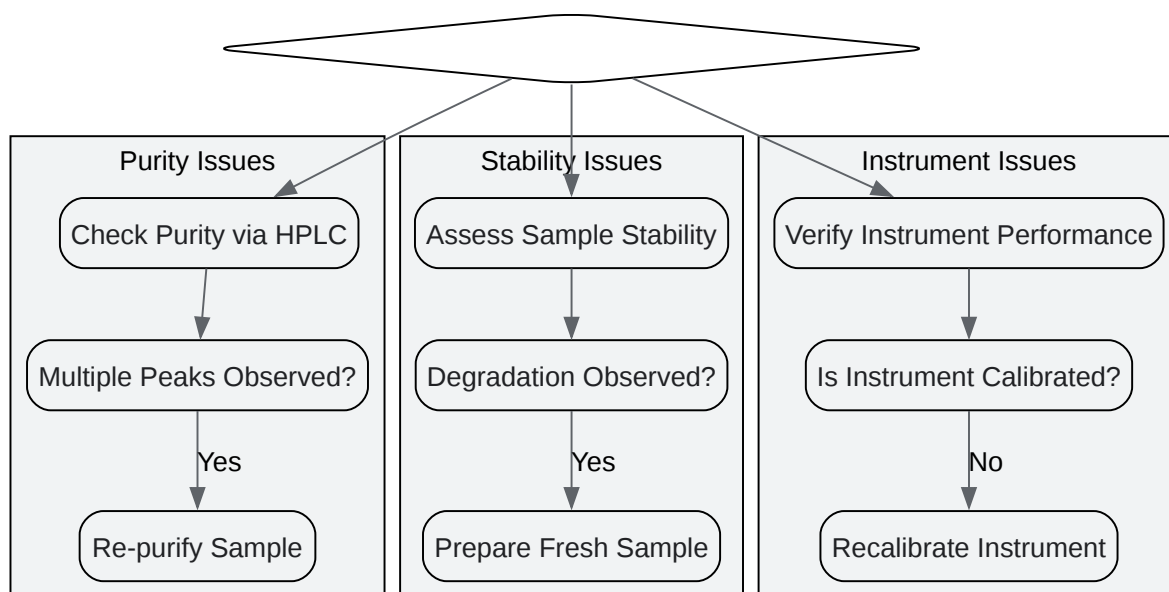 Purity Issues
Check Purity via HPLC
Multiple Peaks Observed?
Yes
Re-purify Sample
Stability Issues
Assess Sample Stability
Degradation Observed?
Yes
Prepare Fresh Sample
Instrument Issues
Verify Instrument Performance
Is Instrument Calibrated?
No
Recalibrate Instrument